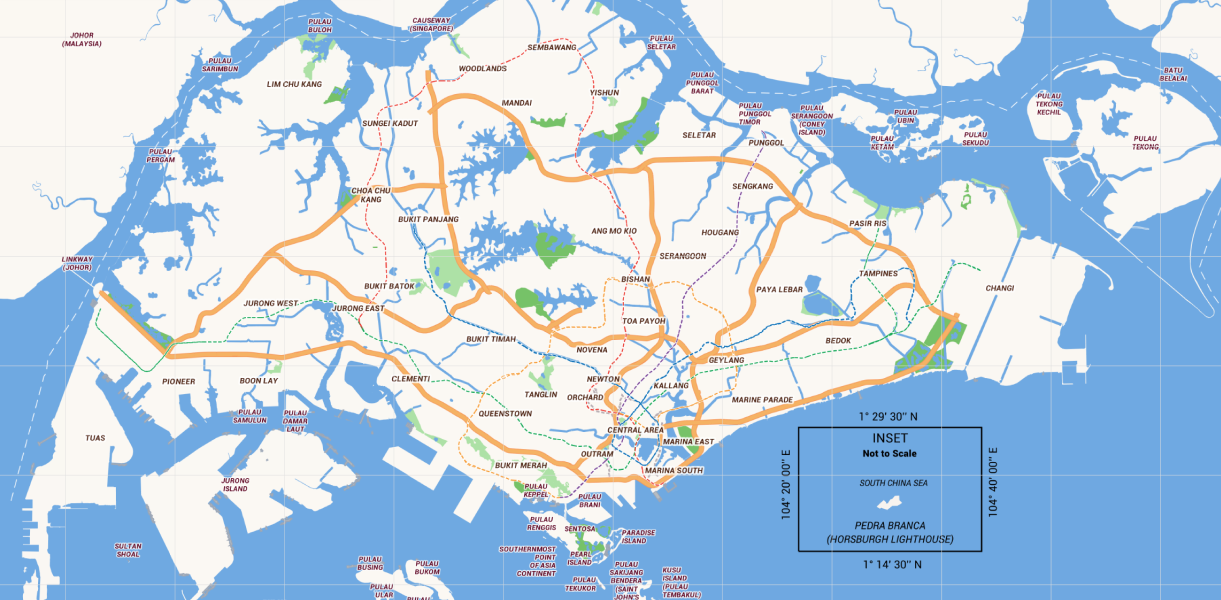 JOHOR
(MALAYSIA)
PULAU
BULOH
CAUSEWAY
(SINGAPORE)
SEMBAWANG
PULAU
SELETAR
PULAU
SARIMBUN
WOODLANDS
LIM CHU KANG
MANDAI
YISHUN
PULAU
PUNGGOL
BARAT
BATU
BELALAI
PULAU
TEKONG
KECHIL
PULAU
PUNGGOL
TIMOR
PULAU
SERANGOON
(CONEY
ISLAND)
PULAU
UBIN
SUNGEI KADUT
SELETAR
PUNGGOL
PULAU
KETAM
PULAU
SEKUDU
PULAU
TEKONG
PULAU
PERGAM
CHOA CHU
KANG
SENGKANG
BUKIT PANJANG
ANG MO KIO
HOUGANG
PASIR RIS
SERANGOON
LINKWAY
(JOHOR)
BISHAN
TAMPINES
BUKIT BATOK
PAYA LEBAR
CHANGI
JURONG WEST
JURONG EAST
TOA PAYOH
BUKIT TIMAH
BEDOK
NOVENA
GEYLANG
PIONEER
BOON LAY
CLEMENTI
NEWTON
KALLANG
TANGLIN
ORCHARD
MARINE PARADE
PULAU
SAMULUN
PULAU
DAMAR
LAUT
QUEENSTOWN
1° 29' 30" N
TUAS
CENTRAL AREA
MARINA EAST
INSET
Not to Scale
OUTRAM
BUKIT MERAH
MARINA SOUTH
104° 20' 00" E
104° 40' 00" E
JURONG
ISLAND
SOUTH CHINA SEA
PULAU
KEPPEL
PULAU
BRANI
PEDRA BRANCA
(HORSBURGH LIGHTHOUSE)
PULAU
RENGGIS
SENTOSA
PARADISE
ISLAND
SULTAN
SHOAL
SOUTHERNMOST
POINT
OF ASIA
CONTINENT
PEARL
ISLAND
1° 14' 30" N
PULAU
BUSING
PULAU
BUKOM
PULAU
TEKUKOR
PULAU
SAKIJANG
BENDERA
(SAINT
JOHN'S
KUSU
ISLAND
(PULAU
TEMBAKUL)
PULAU
ULAR
PULAU